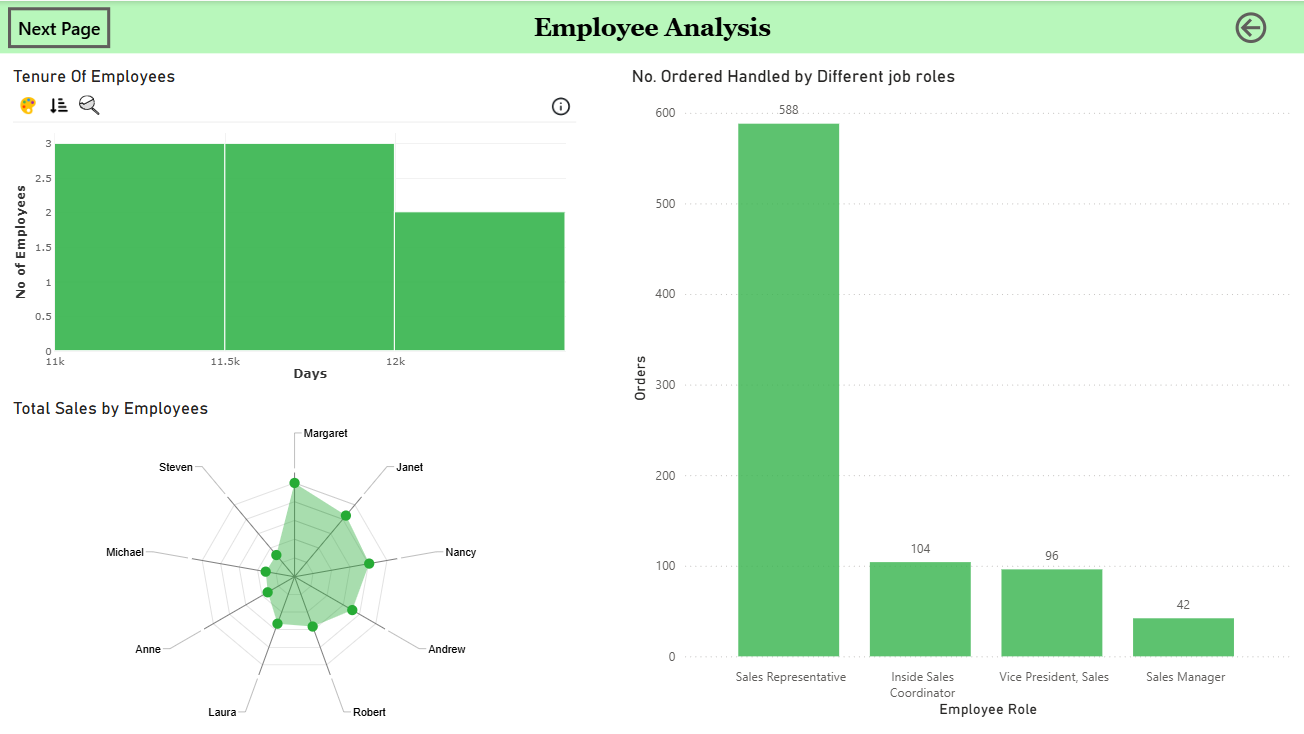 Next Page
Employee Analysis
Tenure Of Employees
3
2.5
2
1.5
1
0.5
0
No of Employees
11k
11.5k
12k
Days
Total Sales by Employees
Margaret
Janet
Nancy
Andrew
Robert
Laura
Anne
Michael
Steven
No. Ordered Handled by Different job roles
600
500
400
300
200
100
0
Orders
588
104
96
42
Sales Representative
Inside Sales
Coordinator
Vice President, Sales
Sales Manager
Employee Role